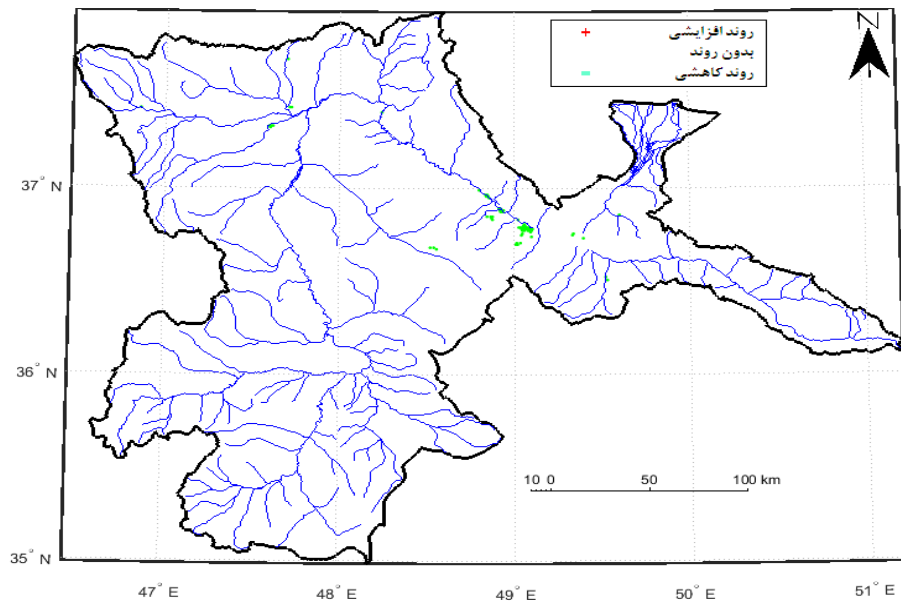 روند افزایشی
بدون روند
روند کاهشی
N
37° N
36° N
35° N
10 0 50 100 km
47° E
48° E
49° E
50° E
51° E